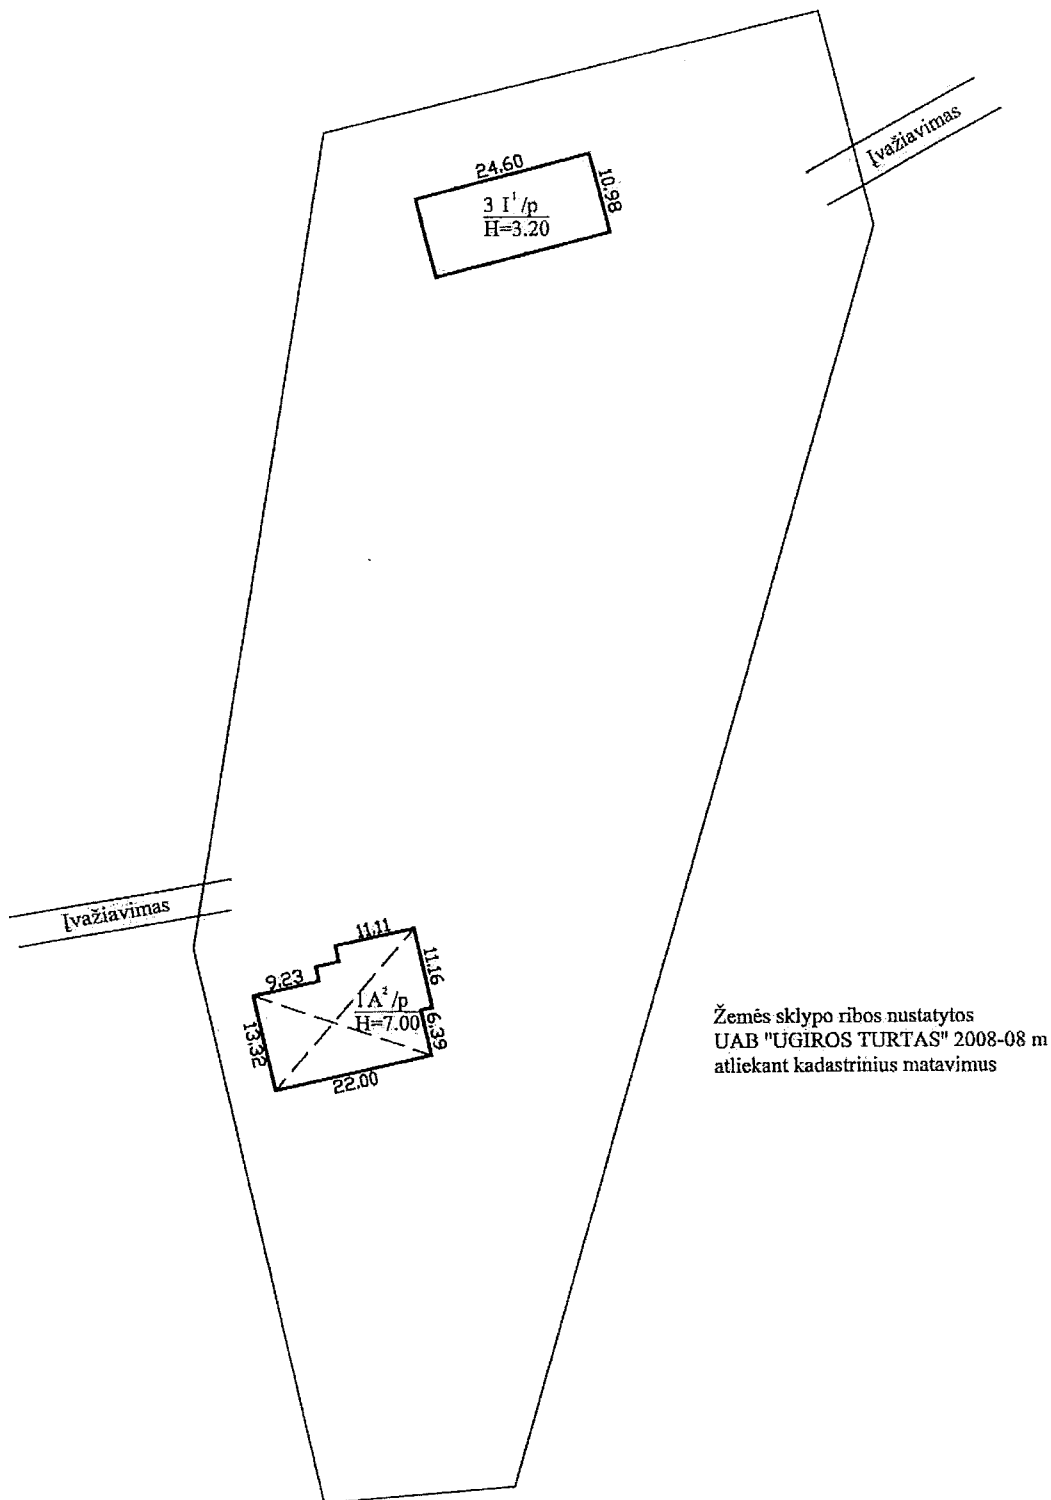 24.60
10.98
3 I¹/p
H=3.20
Įvažiavimas
Įvažiavimas
11.11
11.16
9.23
1A²/p
H=7.00
6.39
13.32
22.00
Žemės sklypo ribos nustatytos
UAB "UGIROS TURTAS" 2008-08 m
atliekant kadastrinius matavimus